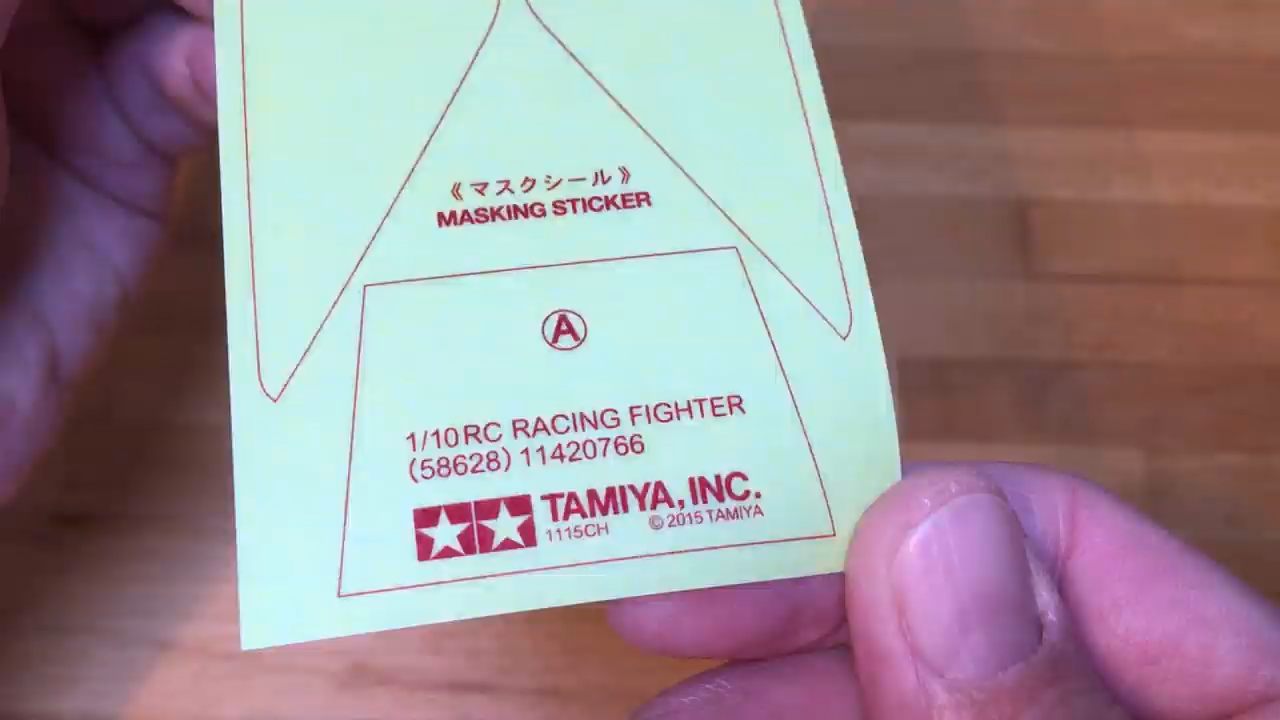 《マスクシール》
MASKING STICKER
A
1/10RC RACING FIGHTER
(58628) 11420766
TAMIYA, INC.
1115CH © 2015 TAMIYA